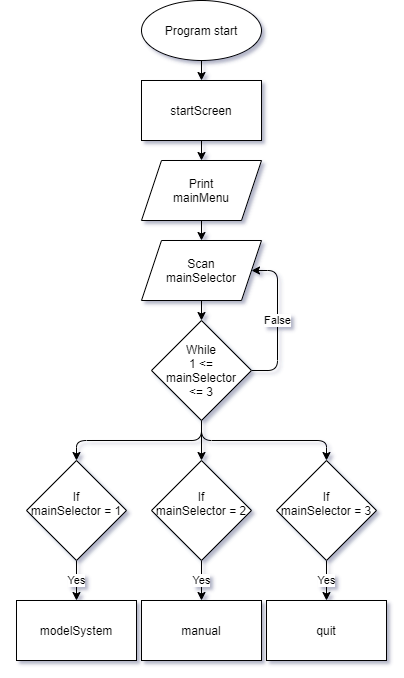 Program start
startScreen
Print
mainMenu
Scan
mainSelector
False
While
1 <=
mainSelector
<= 3
If
mainSelector = 1
If
mainSelector = 2
If
mainSelector = 3
Yes
Yes
Yes
modelSystem
manual
quit